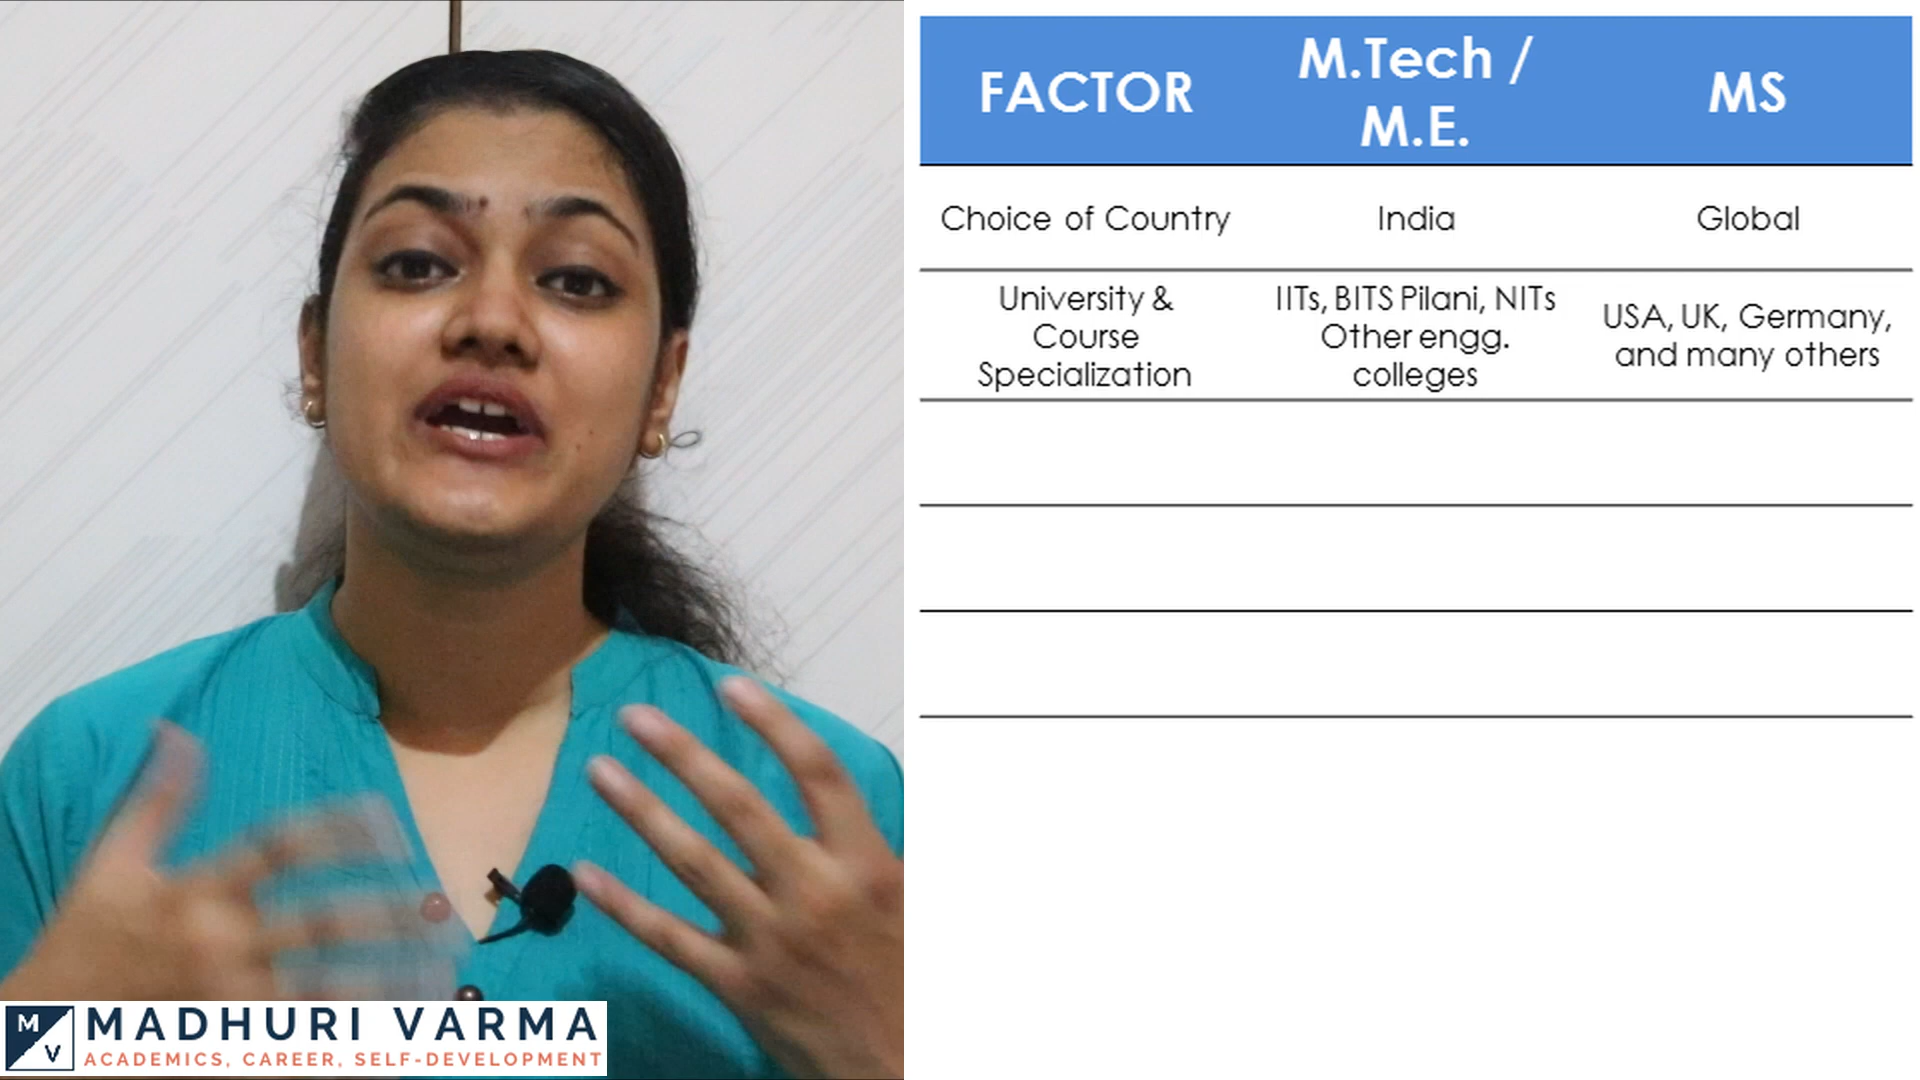 FACTOR
M.Tech /
M.E.
MS
Choice of Country
India
Global
University &
Course
Specialization
IITs, BITS Pilani, NITs
Other engg.
colleges
USA, UK, Germany,
and many others
M
V
MADHURI VARMA
ACADEMICS, CAREER, SELF-DEVELOPMENT